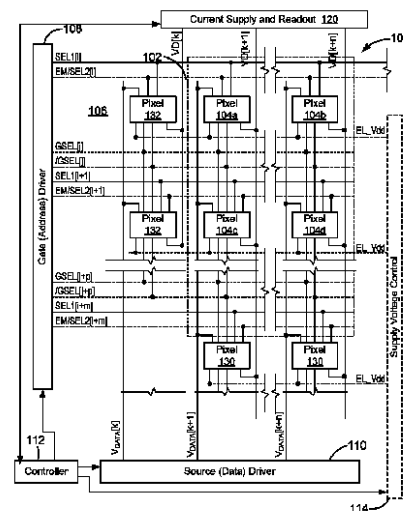 Current Supply and Readout 120
108
VD[k]
VD[k+1]
VD[k+n]
10
102
SEL1[i]
EM/SEL2[i]
106
Pixel 132
Pixel 104a
Pixel 104b
EL_Vdd
GSEL[j]
/GSEL[j]
SEL1[i+1]
EM/SEL2[i+1]
Pixel 132
Pixel 104c
Pixel 104d
EL_Vdd
GSEL[j+p]
/GSEL[j+p]
SEL1[i+m]
EM/SEL2[i+m]
Pixel 130
Pixel 130
EL_Vdd
Gate (Address) Driver
Supply Voltage Control
VDATA[k]
VDATA[k+1]
VDATA[k+n]
112
110
Controller
Source (Data) Driver
114